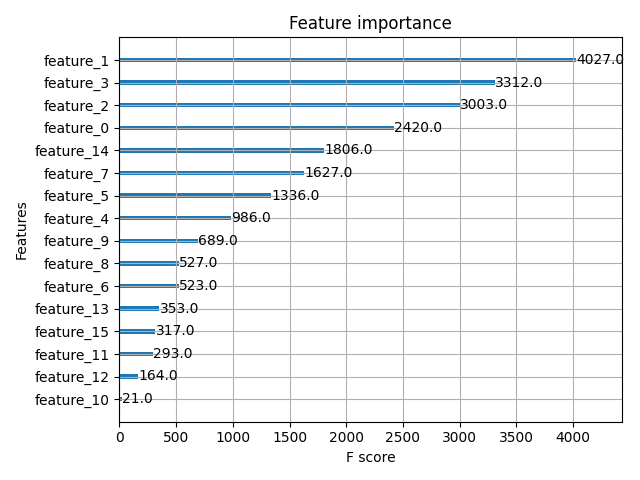 Feature importance
feature_1 4027.0
feature_3 3312.0
feature_2 3003.0
feature_0 2420.0
feature_14 1806.0
feature_7 1627.0
feature_5 1336.0
feature_4 986.0
feature_9 689.0
feature_8 527.0
feature_6 523.0
feature_13 353.0
feature_15 317.0
feature_11 293.0
feature_12 164.0
feature_10 21.0
Features
0 500 1000 1500 2000 2500 3000 3500 4000
F score